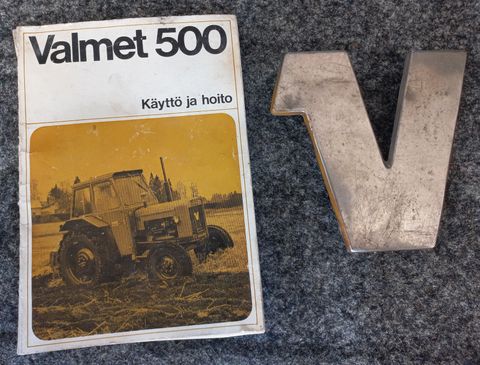 Valmet 500
Käyttö ja hoito
V